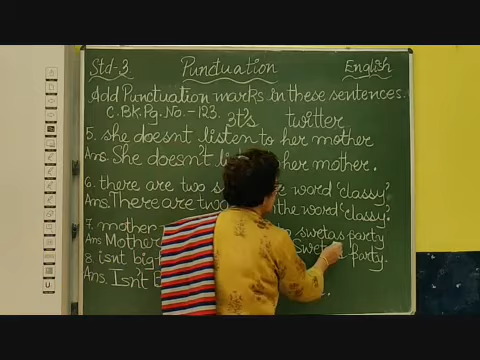 Std-3 Punctuation English
Add Punctuation marks in these sentences.
C.Bk.Pg.No.-123. It's twitter
5. she doesnt listen to her mother
Ans. She doesn't her mother.
6. there are two word 'classy?
Ans. There are two the word 'classy.
7. mother swetas party
Ans Mother party.
8. isnt big
Ans. Isn't